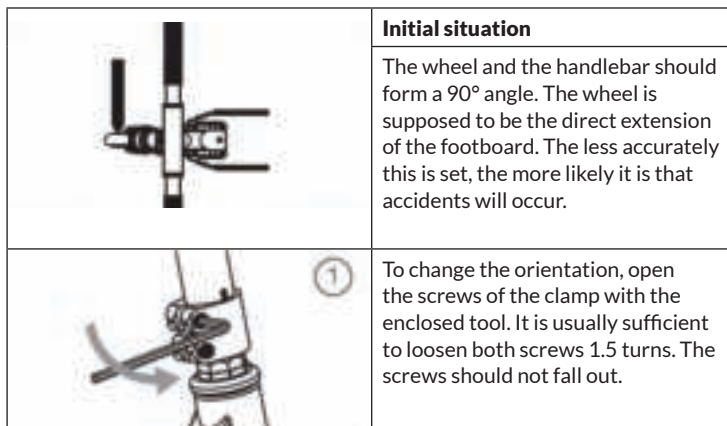 Initial situation
The wheel and the handlebar should
form a 90° angle. The wheel is
supposed to be the direct extension
of the footboard. The less accurately
this is set, the more likely it is that
accidents will occur.
1
To change the orientation, open
the screws of the clamp with the
enclosed tool. It is usually sufficient
to loosen both screws 1.5 turns. The
screws should not fall out.